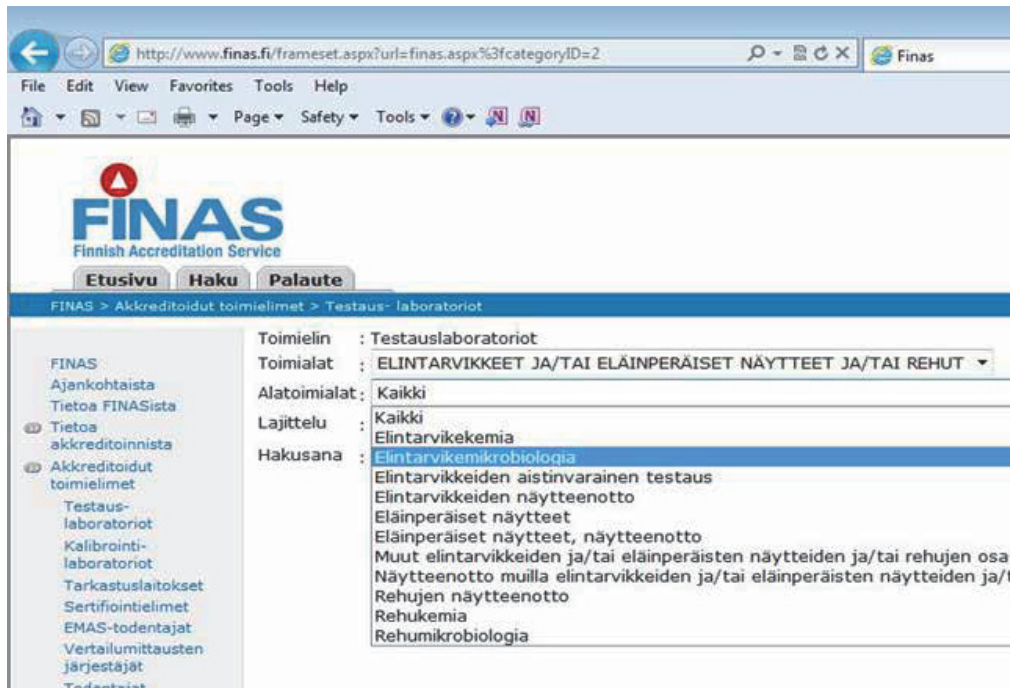 http://www.finas.fi/frameset.aspx?url=finas.aspx%3fcategoryID=2
Finas
File Edit View Favorites Tools Help
Page Safety Tools
FINAS
Finnish Accreditation Service
Etusivu Haku Palaute
FINAS > Akkreditoidut toimielimet > Testaus- laboratoriot
FINAS
Ajankohtaista
Tietoa FINASista
Tietoa
akkreditoinnista
Akkreditoidut
toimielimet
Testaus-
laboratoriot
Kalibrointi-
laboratoriot
Tarkastuslaitokset
Sertifiointielimet
EMAS-todentajat
Vertailumittausten
järjestäjät
Todentajat
Toimielin : Testauslaboratoriot
Toimialat : ELINTARVIKKEET JA/TAI ELÄINPERÄISET NÄYTTEET JA/TAI REHUT
Alatoimialat : Kaikki
Lajittelu :
Hakusana :
Kaikki
Elintarvikekemia
Elintarvikemikrobiologia
Elintarvikkeiden aistinvarainen testaus
Elintarvikkeiden näytteenotto
Eläinperäiset näytteet
Eläinperäiset näytteet, näytteenotto
Muut elintarvikkeiden ja/tai eläinperäisten näytteiden ja/tai rehujen osa
Näytteenotto muilla elintarvikkeiden ja/tai eläinperäisten näytteiden ja/t
Rehujen näytteenotto
Rehukemia
Rehumikrobiologia